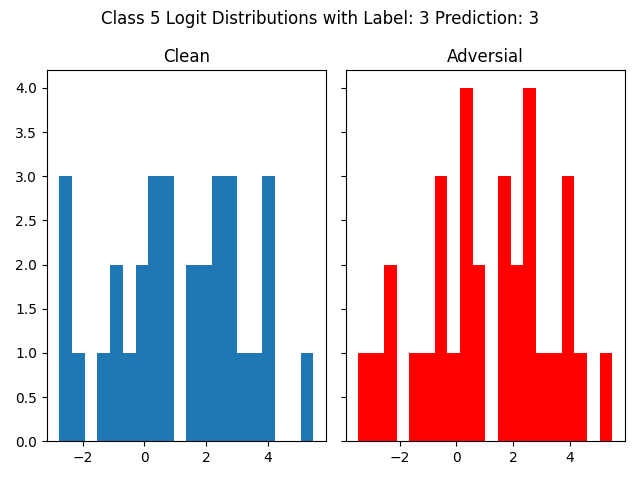 Class 5 Logit Distributions with Label: 3 Prediction: 3
Clean
Adversial
4.0
3.5
3.0
2.5
2.0
1.5
1.0
0.5
0.0
−2 0 2 4
−2 0 2 4